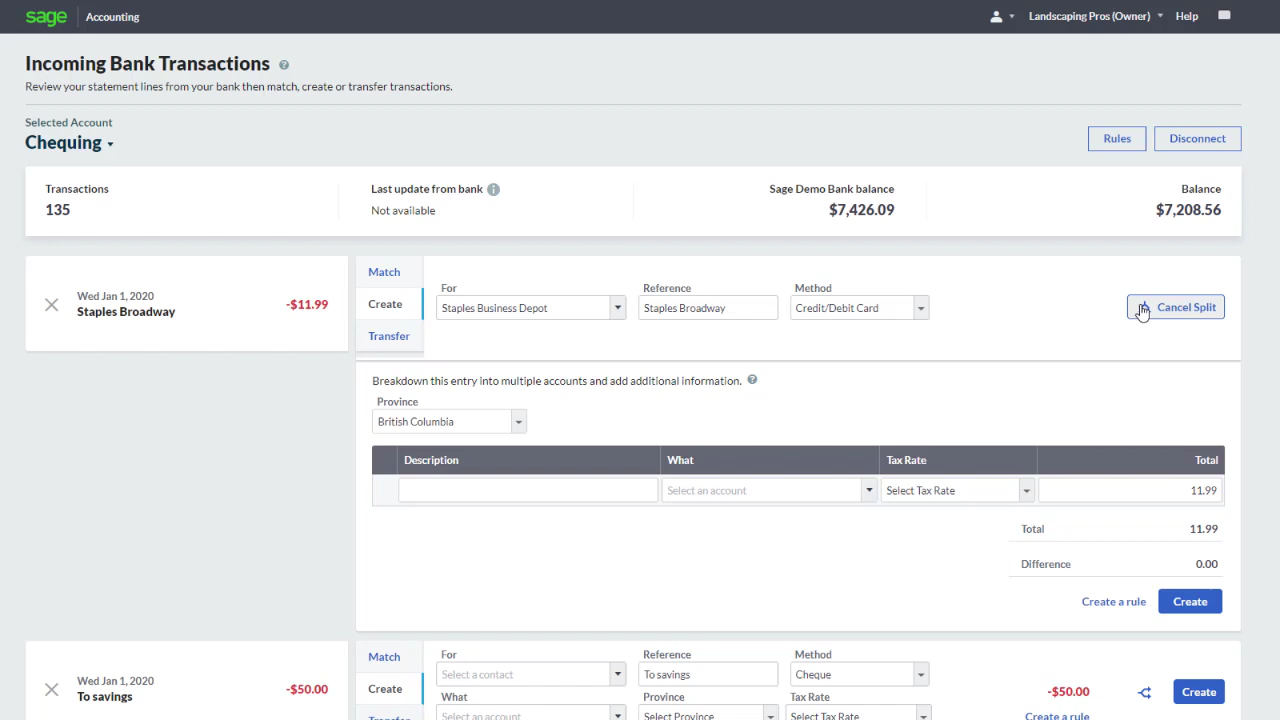 sage Accounting Landscaping Pros (Owner) Help
Incoming Bank Transactions ?
Review your statement lines from your bank then match, create or transfer transactions.
Selected Account
Chequing
Rules Disconnect
Transactions Last update from bank i Sage Demo Bank balance Balance
135 Not available $7,426.09 $7,208.56
Wed Jan 1, 2020
Staples Broadway
-$11.99
Match
Create
Transfer
For Reference Method
Staples Business Depot Staples Broadway Credit/Debit Card
Cancel Split
Breakdown this entry into multiple accounts and add additional information. ?
Province
British Columbia
Description What Tax Rate Total
Select an account Select Tax Rate 11.99
Total 11.99
Difference 0.00
Create a rule Create
Wed Jan 1, 2020
To savings
-$50.00
Match
Create
Transfer
For Reference Method
Select a contact To savings Cheque
What Province Tax Rate
Select an account Select Province Select Tax Rate
-$50.00 Create
Create a rule